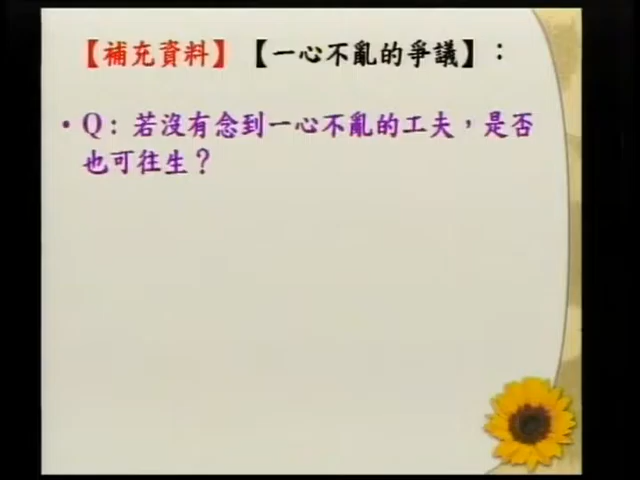 【補充資料】【一心不亂的爭議】：
•Q：若沒有念到一心不亂的工夫，是否
也可往生？